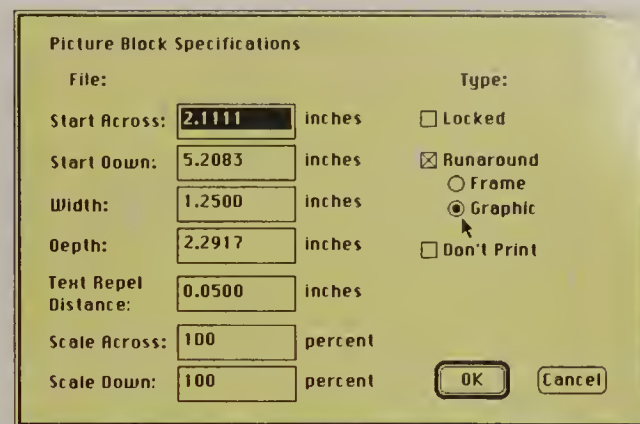 Picture Block Specifications
File: Type:
Start Across: 2.1111 inches Locked
Start Down: 5.2083 inches Runaround
Frame
Width: 1.2500 inches Graphic
Depth: 2.2917 inches Don't Print
Text Repel
Distance: 0.0500 inches
Scale Across: 100 percent
Scale Down: 100 percent OK Cancel